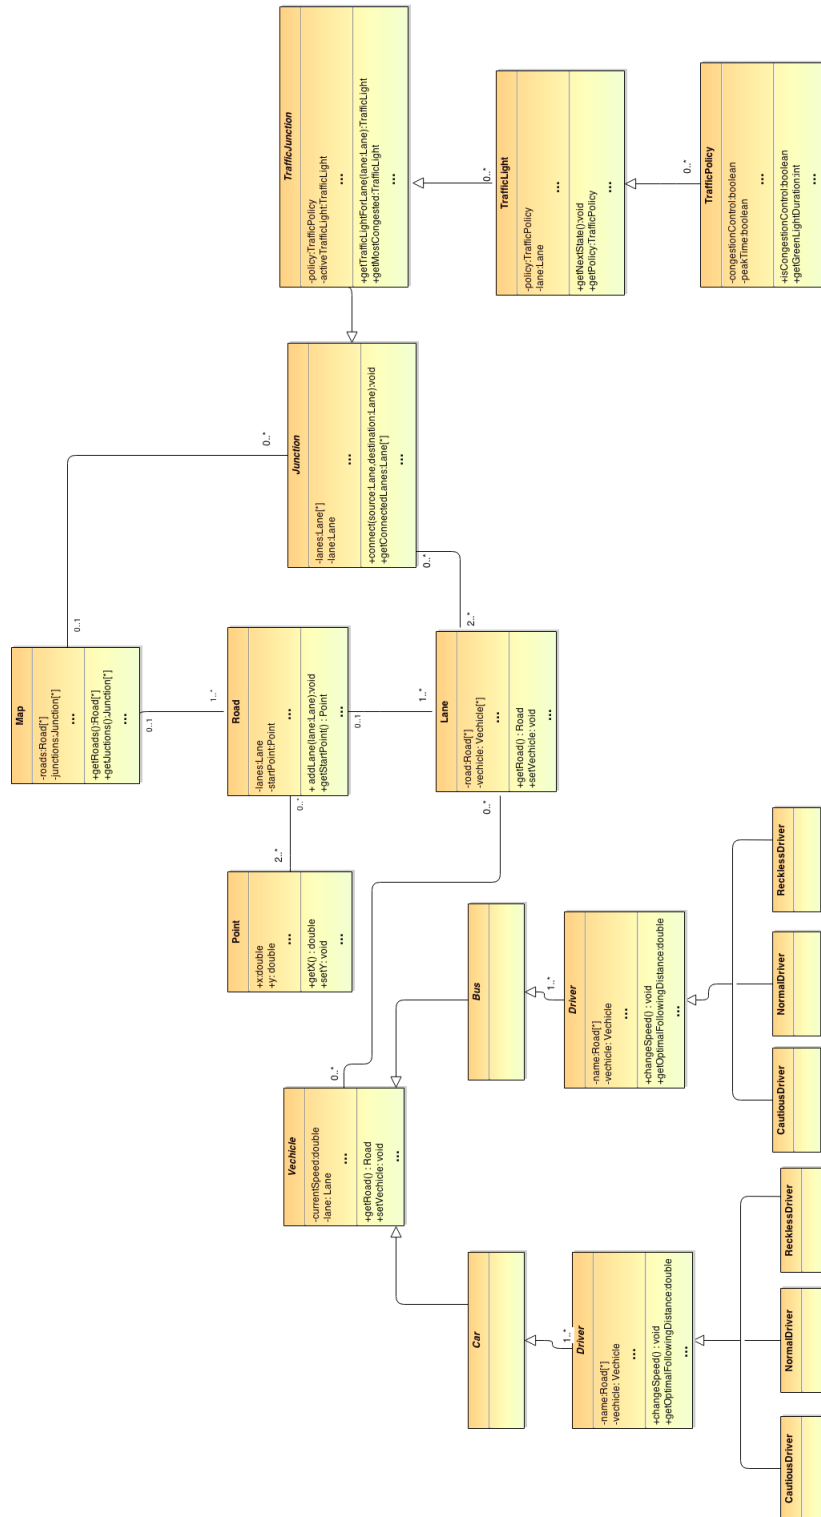 Map
-roads:Road[*]
-junctions:Junction[*]
...
+getRoads():Road[*]
+getJuctions():Junction[*]
...
0..1
0..*
0..1
1..*
Point
+x:double
+y: double
...
+getX() : double
+setY: void
...
2..*
0..*
Road
-lanes:Lane
-startPoint:Point
...
+ addLane(lane:Lane):void
+getStartPoint() : Point
...
0..1
1..*
Junction
-lanes:Lane[*]
-lane:Lane
...
+connect(source:Lane,destination:Lane):void
+getConnectedLanes:Lane[*]
...
0..*
2..*
TrafficJunction
-policy:TrafficPolicy
-activeTrafficLight:TrafficLight
...
+getTrafficLightForLane(lane:Lane):TrafficLight
+getMostCongested:TrafficLight
...
0..*
Vechicle
-currentSpeed:double
-lane: Lane
...
+getRoad() : Road
+setVechicle: void
...
0..*
0..*
Lane
-road:Road[*]
-vechicle: Vechicle[*]
...
+getRoad() : Road
+setVechicle: void
...
TrafficLight
-policy:TrafficPolicy
-lane:Lane
...
+getNextState():void
+getPolicy:TrafficPolicy
...
0..*
Car
Bus
1..*
1..*
Driver
-name:Road[*]
-vechicle: Vechicle
...
+changeSpeed() : void
+getOptimalFollowingDistance:double
...
Driver
-name:Road[*]
-vechicle: Vechicle
...
+changeSpeed() : void
+getOptimalFollowingDistance:double
...
TrafficPolicy
-congestionControl:boolean
-peakTime:boolean
...
+isCongestionControl:boolean
+getGreenLightDuration:int
...
CautiousDriver
NormalDriver
RecklessDriver
CautiousDriver
NormalDriver
RecklessDriver